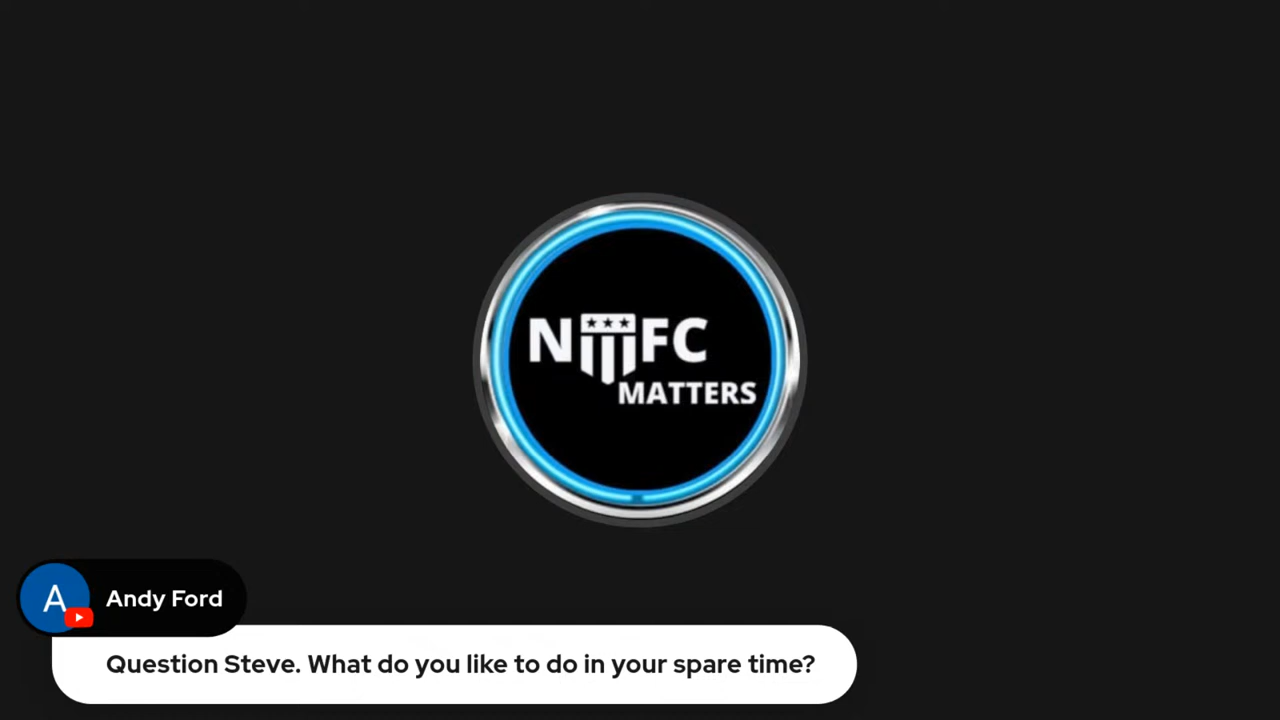 NUFC
MATTERS
A
Andy Ford
Question Steve. What do you like to do in your spare time?